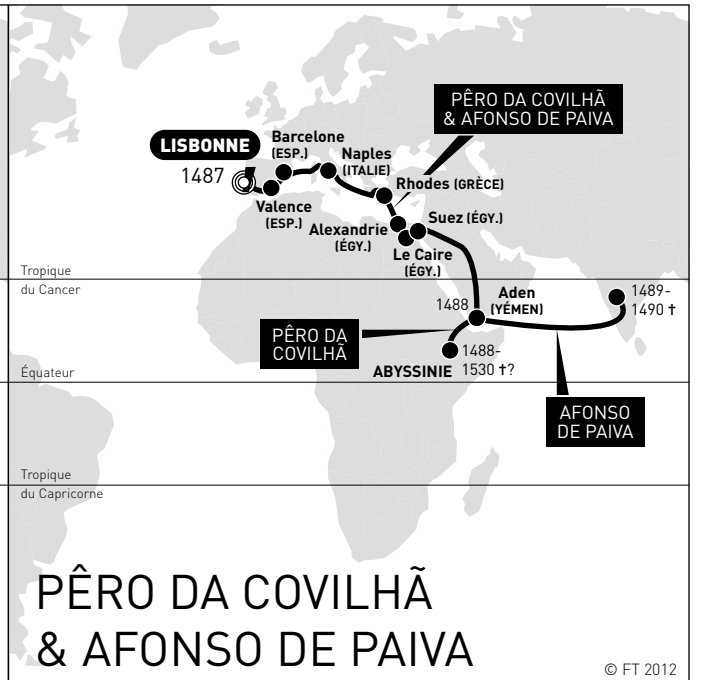 PÊRO DA COVILHÃ
& AFONSO DE PAIVA
LISBONNE
1487
Barcelone
(ESP.)
Naples
(ITALIE)
Rhodes (GRÈCE)
Valence
(ESP.)
Alexandrie
(ÉGY.)
Suez (ÉGY.)
Le Caire
(ÉGY.)
Tropique
du Cancer
1488
Aden
(YÉMEN)
1489-
1490 †
PÊRO DA
COVILHÃ
1488-
ABYSSINIE 1530 †?
Équateur
AFONSO
DE PAIVA
Tropique
du Capricorne
PÊRO DA COVILHÃ
& AFONSO DE PAIVA
© FT 2012